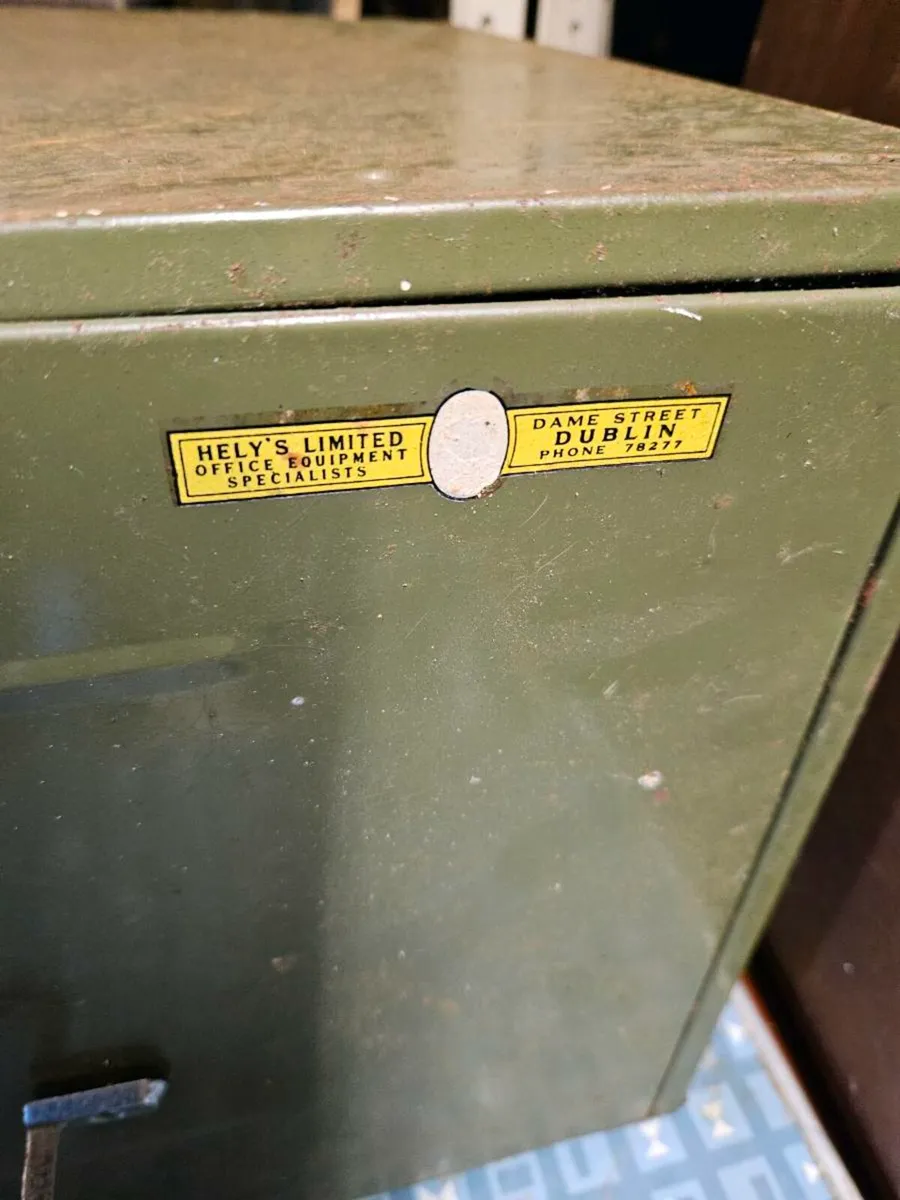 HELY'S LIMITED
OFFICE EQUIPMENT
SPECIALISTS
DAME STREET
DUBLIN
PHONE 78277